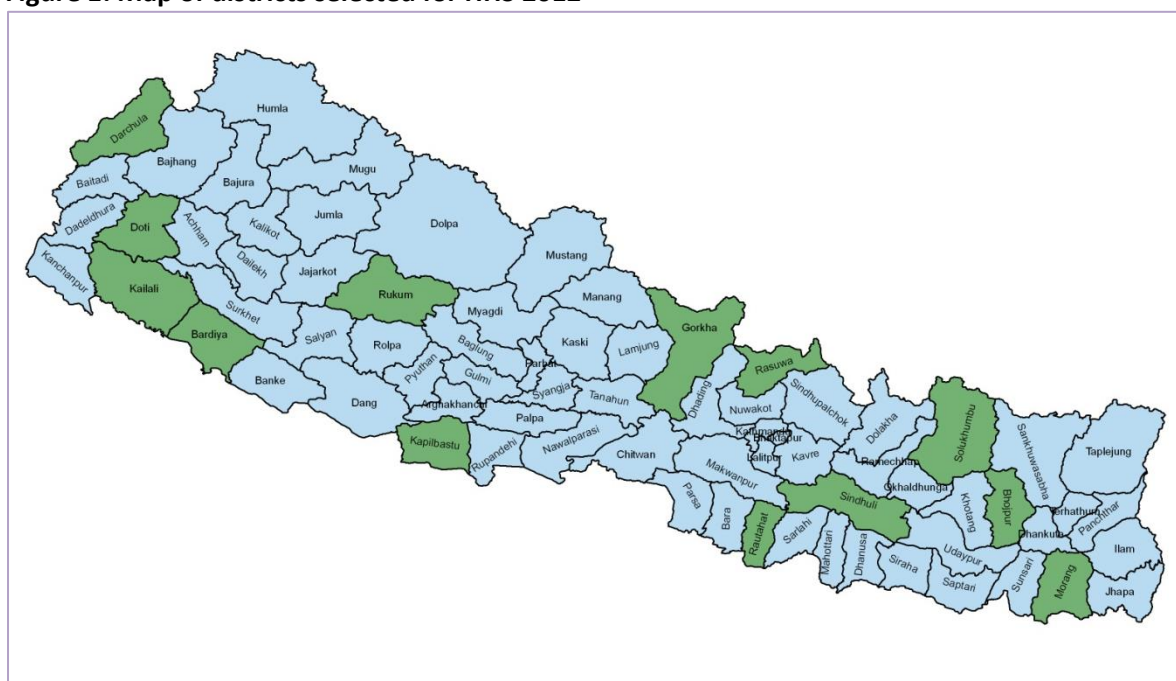 Figure Map of districts selected for
Humla
Darchula
Bajhang
Mugu
Baitadi
Bajura
Dadeldhura
Doti
Achham
Kalikot
Jumla
Dolpa
Kanchanpur
Dailekh
Jajarkot
Mustang
Kailali
Rukum
Manang
Surkhet
Myagdi
Gorkha
Bardiya
Salyan
Rolpa
Baglung
Kaski
Lamjung
Pyuthan
Parbat
Rasuwa
Banke
Gulmi
Syangja
Tanahun
Dhading
Sindhupalchok
Dang
Arghakhanchi
Nuwakot
Dolakha
Solukhumbu
Sankhuwasabha
Taplejung
Palpa
Kathmandu
Bhaktapur
Kapilbastu
Rupandehi
Nawalparasi
Chitwan
Lalitpur
Kavre
Ramechhap
Makwanpur
Okhaldhunga
Khotang
Bhojpur
Terhathum
Panchthar
Parsa
Bara
Rautahat
Sindhuli
Sarlahi
Mahottari
Dhanusa
Siraha
Udaypur
Saptari
Dhankuta
Sunsari
Morang
Ilam
Jhapa